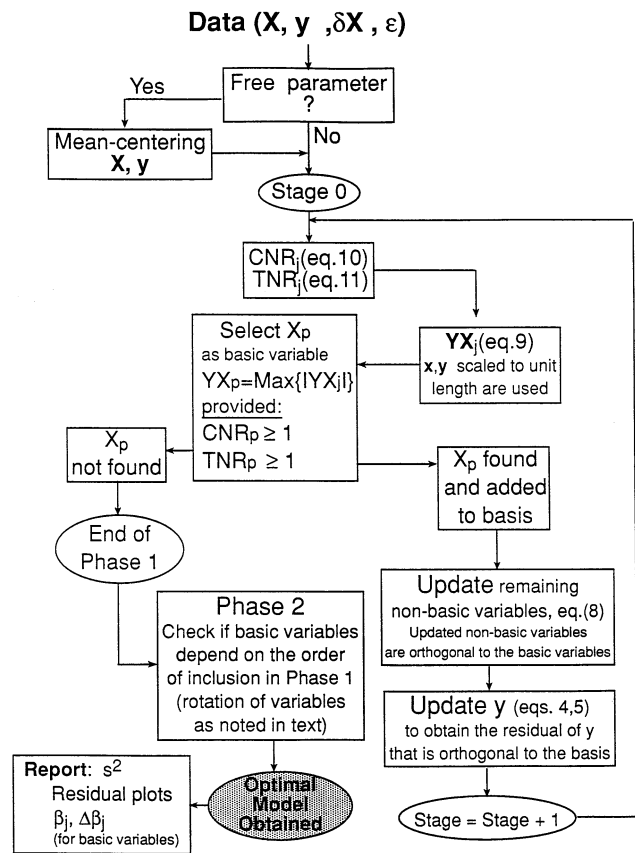 Data (X, y ,δX , ε)
Free parameter
?
Yes
No
Mean-centering
X, y
Stage 0
CNRj(eq.10)
TNRj(eq.11)
YXj(eq.9)
x,y scaled to unit
length are used
Select Xp
as basic variable
YXp=Max{|YXj|}
provided:
CNRp ≥ 1
TNRp ≥ 1
Xp
not found
Xp found
and added
to basis
End of
Phase 1
Update remaining
non-basic variables, eq.(8)
Updated non-basic variables
are orthogonal to the basic variables
Phase 2
Check if basic variables
depend on the order
of inclusion in Phase 1
(rotation of variables
as noted in text)
Update y (eqs. 4,5)
to obtain the residual of y
that is orthogonal to the basis
Report: s²
Residual plots
βj, Δβj
(for basic variables)
Optimal
Model
Obtained
Stage = Stage + 1